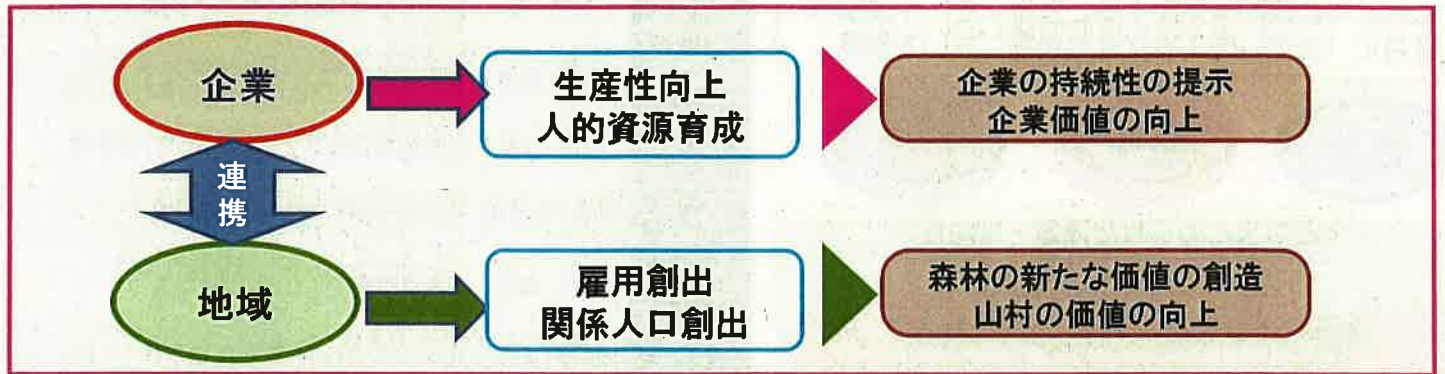 企業
生産性向上
人的資源育成
企業の持続性の提示
企業価値の向上
連
携
地域
雇用創出
関係人口創出
森林の新たな価値の創造
山村の価値の向上